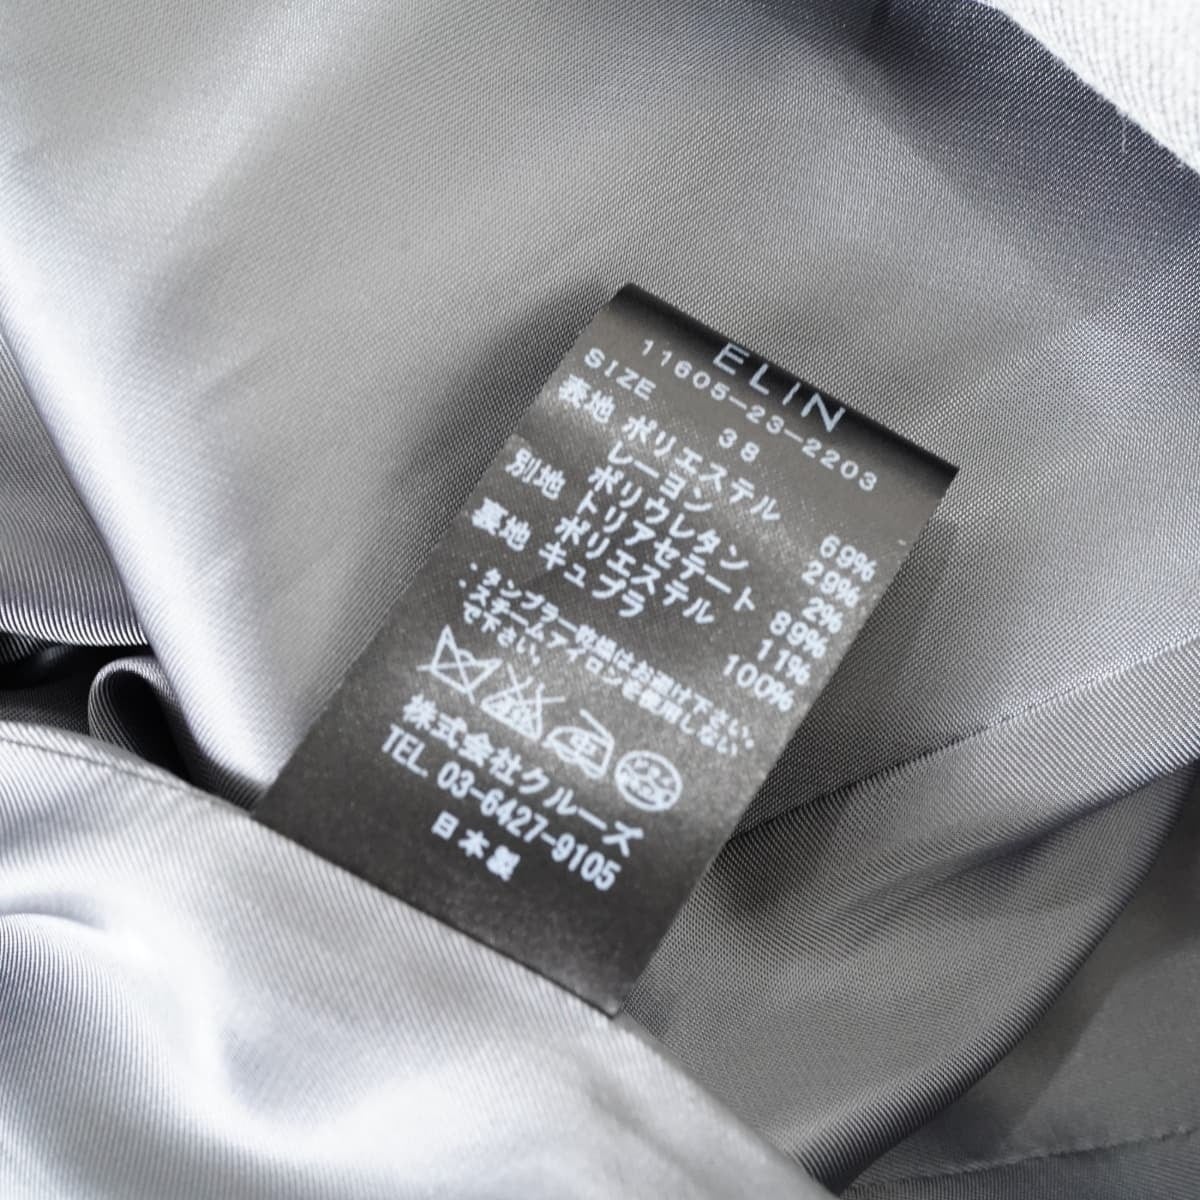 ELIN
11605-23-2203
SIZE 38
表地 ポリエステル 69%
レーヨン 29%
ポリウレタン 2%
別地 トリアセテート 89%
ポリエステル 11%
裏地 キュプラ 100%
・タンブラー乾燥はお避け下さい。
・スチームアイロンを使用しない
で下さい。
株式会社クルーズ
TEL. 03-6427-9105
日本製